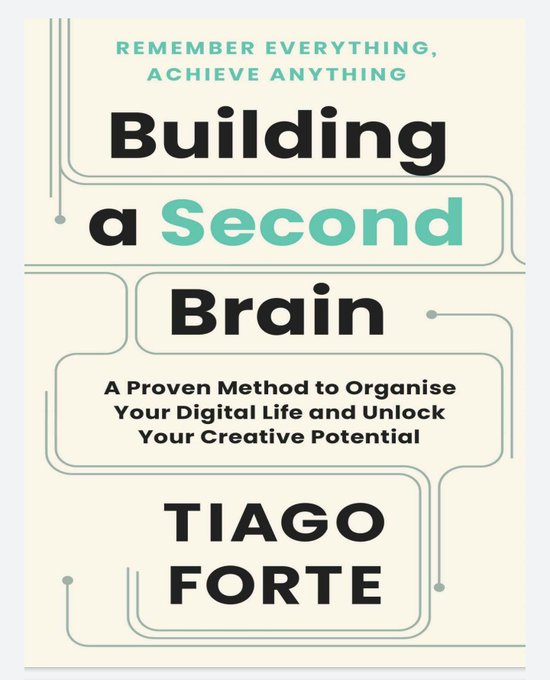 REMEMBER EVERYTHING,
ACHIEVE ANYTHING
Building
a Second
Brain
A Proven Method to Organise
Your Digital Life and Unlock
Your Creative Potential
TIAGO
FORTE